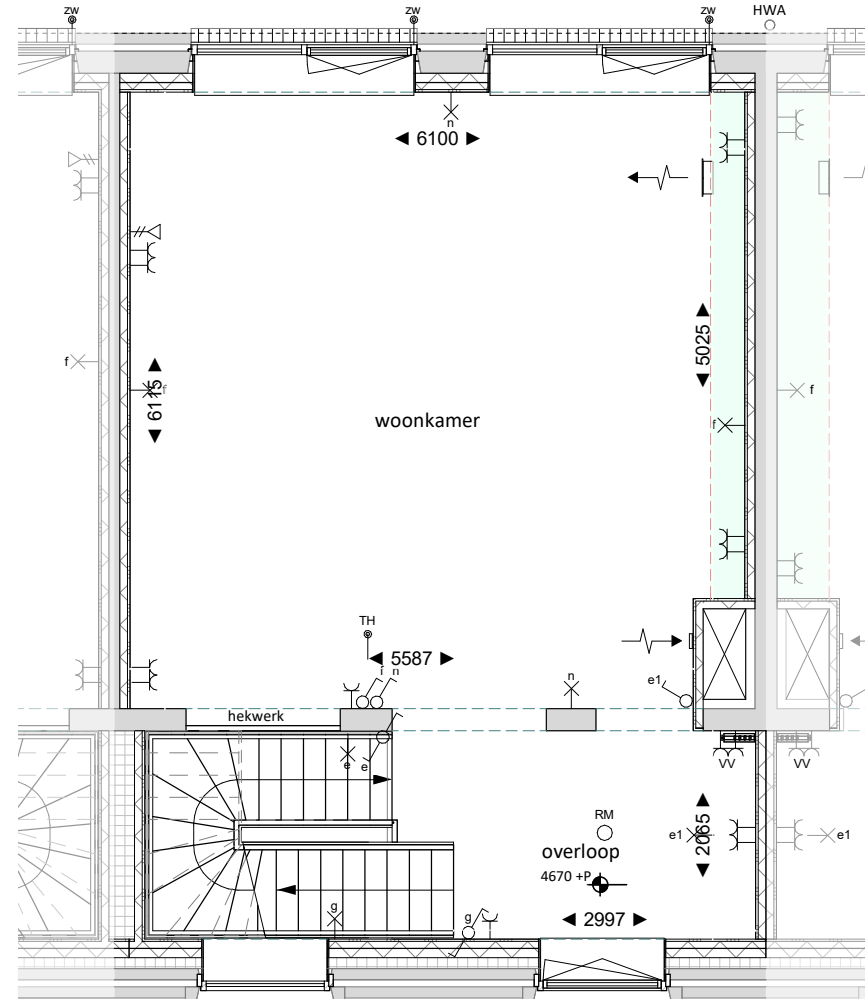 zw
zw
zw
HWA
n
6100
5025
f
6115
f
f
f
woonkamer
TH
5587
i n
n
e1
hekwerk
e
e
VV
VV
RM
e1
2065
e1
overloop
4670 +P
g
g
2997